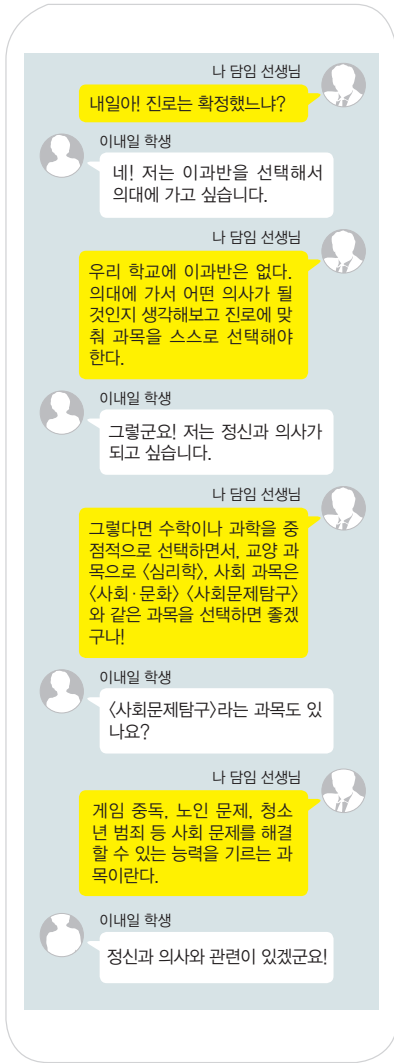 나 담임 선생님
내일아! 진로는 확정했느냐?
이내일 학생
네! 저는 이과반을 선택해서
의대에 가고 싶습니다.
나 담임 선생님
우리 학교에 이과반은 없다.
의대에 가서 어떤 의사가 될
것인지 생각해보고 진로에 맞
춰 과목을 스스로 선택해야
한다.
이내일 학생
그렇군요! 저는 정신과 의사가
되고 싶습니다.
나 담임 선생님
그렇다면 수학이나 과학을 중
점적으로 선택하면서, 교양 과
목으로 〈심리학〉, 사회 과목은
〈사회·문화〉 〈사회문제탐구〉
와 같은 과목을 선택하면 좋겠
구나!
이내일 학생
〈사회문제탐구〉라는 과목도 있
나요?
나 담임 선생님
게임 중독, 노인 문제, 청소
년 범죄 등 사회 문제를 해결
할 수 있는 능력을 기르는 과
목이란다.
이내일 학생
정신과 의사와 관련이 있겠군요!